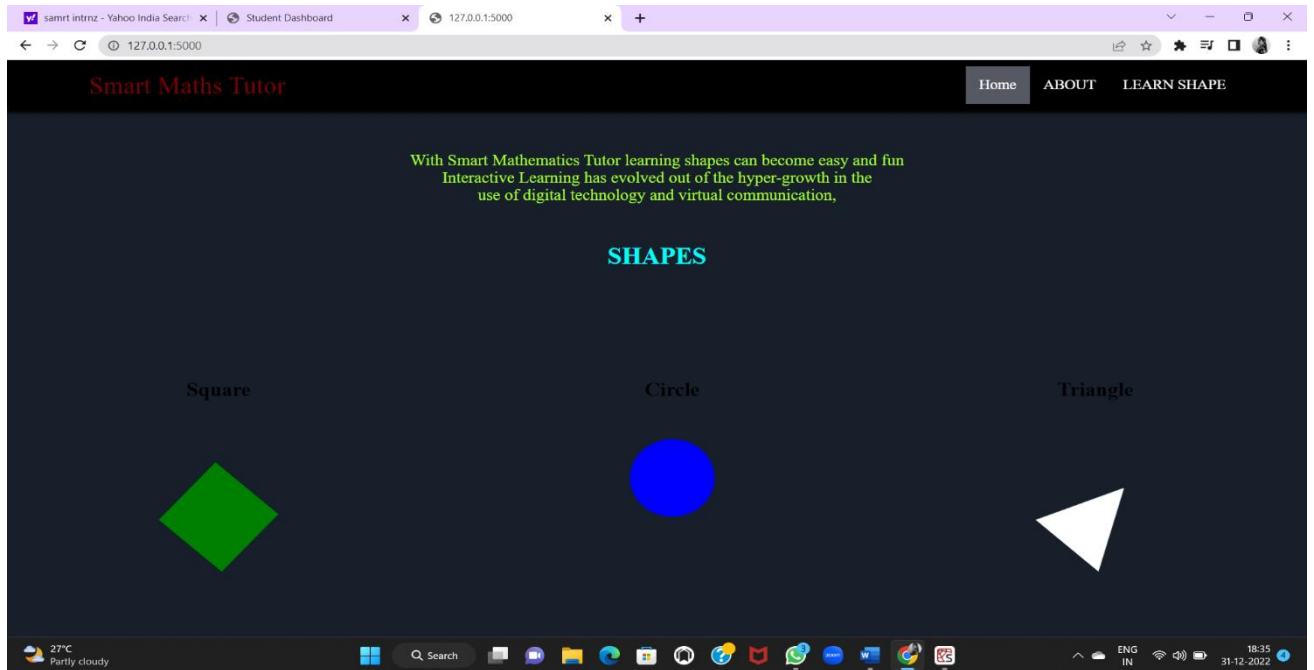 samrt intrnz - Yahoo India Search
Student Dashboard
127.0.0.1:5000
127.0.0.1:5000
Smart Maths Tutor
Home ABOUT LEARN SHAPE
With Smart Mathematics Tutor learning shapes can become easy and fun
Interactive Learning has evolved out of the hyper-growth in the
use of digital technology and virtual communication,
SHAPES
Square Circle Triangle
27°C
Partly cloudy
Search
3
ENG
IN
18:35
31-12-2022
4